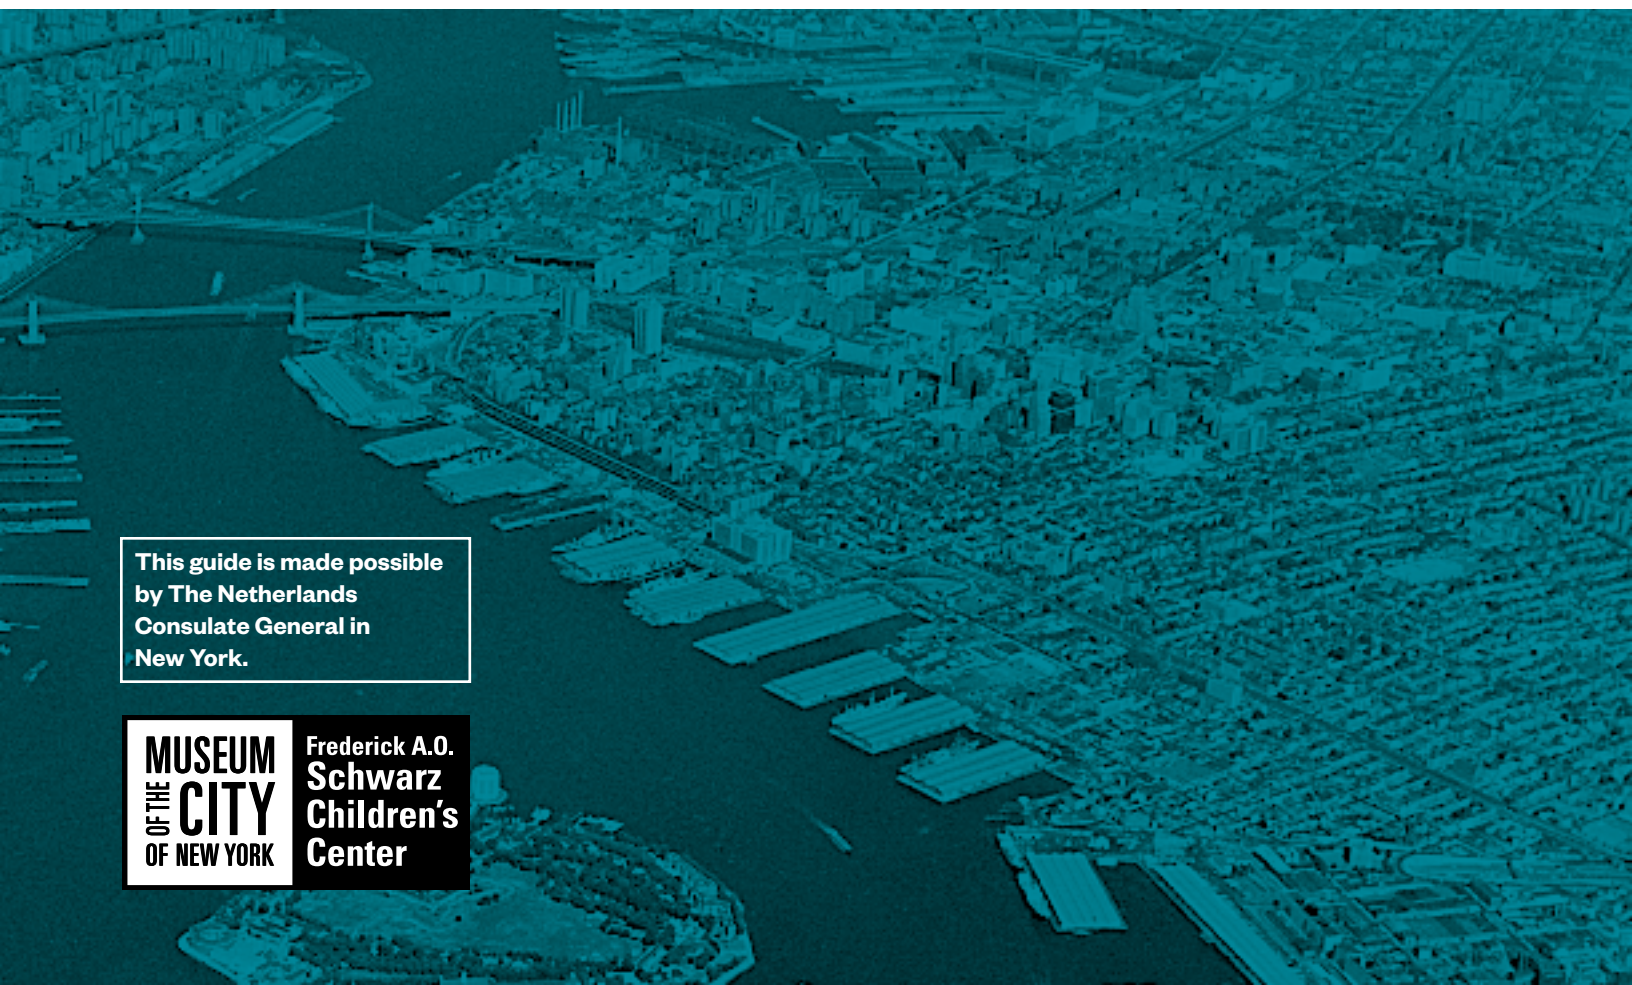 This guide is made possible
by The Netherlands
Consulate General in
New York.
MUSEUM
OF THE
CITY
OF NEW YORK
Frederick A.O.
Schwarz
Children's
Center